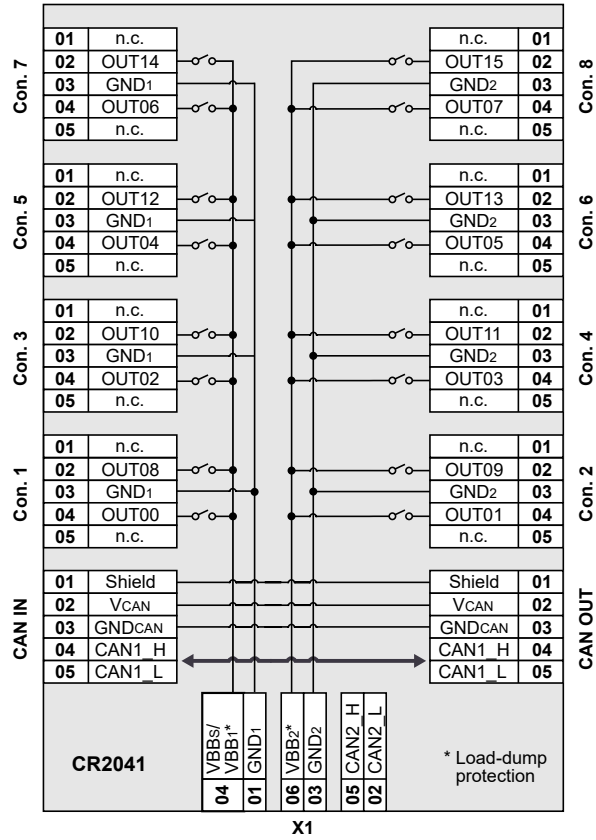 Con. 7
01 n.c.
02 OUT14
03 GND1
04 OUT06
05 n.c.
Con. 8
n.c. 01
OUT15 02
GND2 03
OUT07 04
n.c. 05
Con. 5
01 n.c.
02 OUT12
03 GND1
04 OUT04
05 n.c.
Con. 6
n.c. 01
OUT13 02
GND2 03
OUT05 04
n.c. 05
Con. 3
01 n.c.
02 OUT10
03 GND1
04 OUT02
05 n.c.
Con. 4
n.c. 01
OUT11 02
GND2 03
OUT03 04
n.c. 05
Con. 1
01 n.c.
02 OUT08
03 GND1
04 OUT00
05 n.c.
Con. 2
n.c. 01
OUT09 02
GND2 03
OUT01 04
n.c. 05
CAN IN
01 Shield
02 VCAN
03 GNDCAN
04 CAN1_H
05 CAN1_L
CAN OUT
Shield 01
VCAN 02
GNDCAN 03
CAN1_H 04
CAN1_L 05
CR2041
04 VBBS/
VBB1*
01 GND1
06 VBB2*
03 GND2
05 CAN2_H
02 CAN2_L
* Load-dump
protection
X1